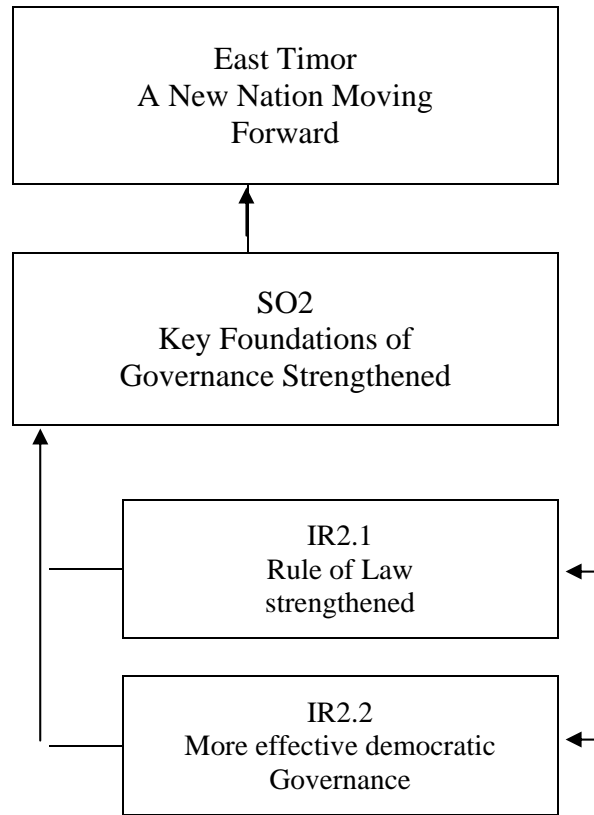 East Timor
A New Nation Moving
Forward
SO2
Key Foundations of
Governance Strengthened
IR2.1
Rule of Law
strengthened
IR2.2
More effective democratic
Governance